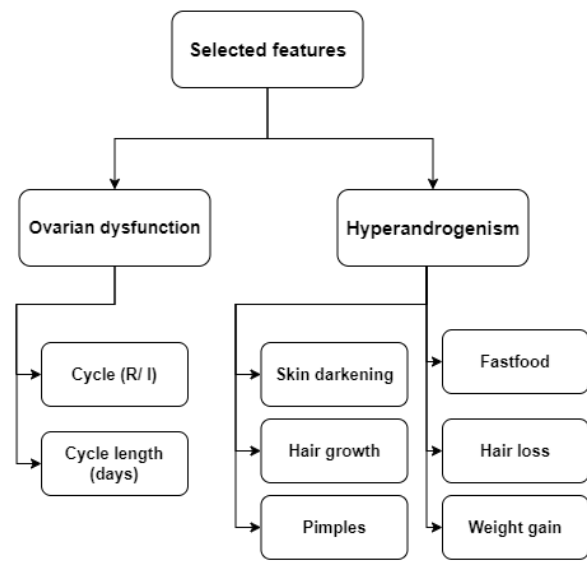 Selected features
Ovarian dysfunction
Hyperandrogenism
Cycle (R/ I)
Cycle length
(days)
Skin darkening
Hair growth
Pimples
Fastfood
Hair loss
Weight gain